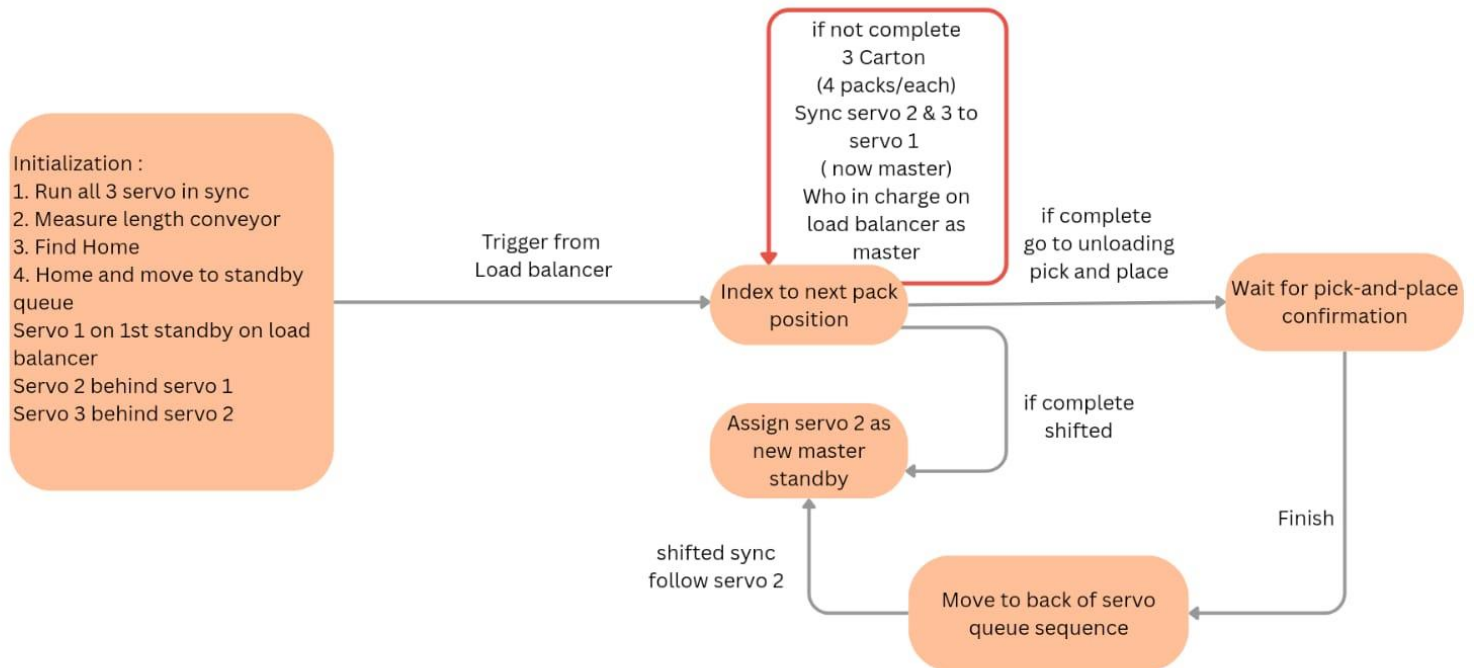 Initialization :
1. Run all 3 servo in sync
2. Measure length conveyor
3. Find Home
4. Home and move to standby
queue
Servo 1 on 1st standby on load
balancer
Servo 2 behind servo 1
Servo 3 behind servo 2
Trigger from
Load balancer
if not complete
3 Carton
(4 packs/each)
Sync servo 2 & 3 to
servo 1
( now master)
Who in charge on
load balancer as
master
Index to next pack
position
if complete
go to unloading
pick and place
Wait for pick-and-place
confirmation
if complete
shifted
Assign servo 2 as
new master
standby
Finish
shifted sync
follow servo 2
Move to back of servo
queue sequence